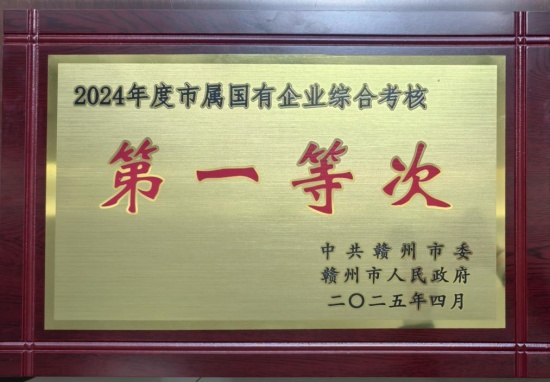 2024年度市属国有企业综合考核
第一等次
中共赣州市委
赣州市人民政府
二〇二五年四月